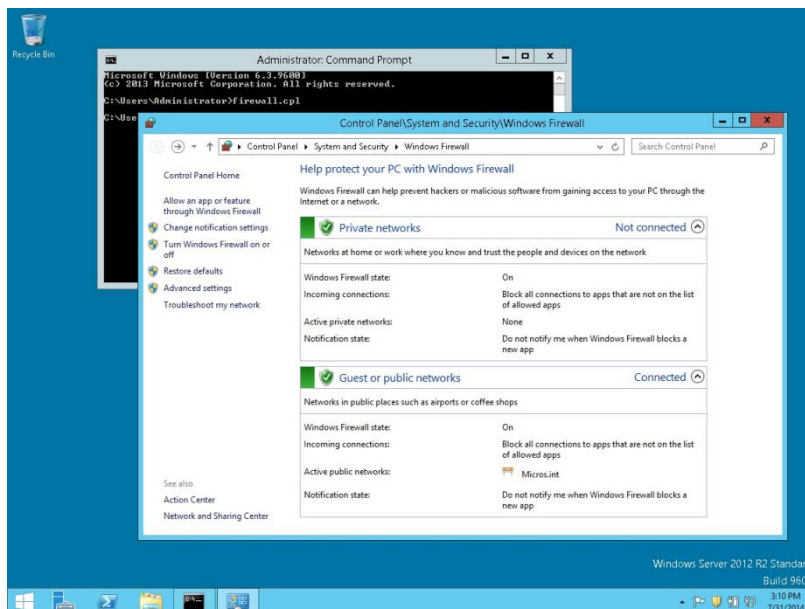 Recycle Bin
Administrator: Command Prompt
Microsoft Windows [Version 6.3.9600]
(c) 2013 Microsoft Corporation. All rights reserved.
C:\Users\Administrator>firewall.cpl
C:\Use
Control Panel\System and Security\Windows Firewall
Control Panel
System and Security
Windows Firewall
Search Control Panel
Control Panel Home
Allow an app or feature
through Windows Firewall
Change notification settings
Turn Windows Firewall on or
off
Restore defaults
Advanced settings
Troubleshoot my network
See also
Action Center
Network and Sharing Center
Help protect your PC with Windows Firewall
Windows Firewall can help prevent hackers or malicious software from gaining access to your PC through the
Internet or a network.
Private networks Not connected
Networks at home or work where you know and trust the people and devices on the network
Windows Firewall state: On
Incoming connections: Block all connections to apps that are not on the list
of allowed apps
Active private networks: None
Notification state: Do not notify me when Windows Firewall blocks a
new app
Guest or public networks Connected
Networks in public places such as airports or coffee shops
Windows Firewall state: On
Incoming connections: Block all connections to apps that are not on the list
of allowed apps
Active public networks: Micros.int
Notification state: Do not notify me when Windows Firewall blocks a
new app
Windows Server 2012 R2 Standar
Build 960
3:10 PM